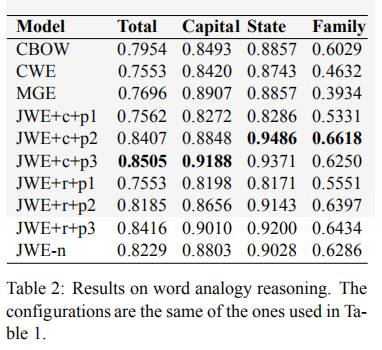 Model Total Capital State Family
CBOW 0.7954 0.8493 0.8857 0.6029
CWE 0.7553 0.8420 0.8743 0.4632
MGE 0.7696 0.8907 0.8857 0.3934
JWE+c+p1 0.7562 0.8272 0.8286 0.5331
JWE+c+p2 0.8407 0.8848 0.9486 0.6618
JWE+c+p3 0.8505 0.9188 0.9371 0.6250
JWE+r+p1 0.7553 0.8198 0.8171 0.5551
JWE+r+p2 0.8185 0.8656 0.9143 0.6397
JWE+r+p3 0.8416 0.9010 0.9200 0.6434
JWE-n 0.8229 0.8803 0.9028 0.6286
Table 2: Results on word analogy reasoning. The
configurations are the same of the ones used in Ta-
ble 1.